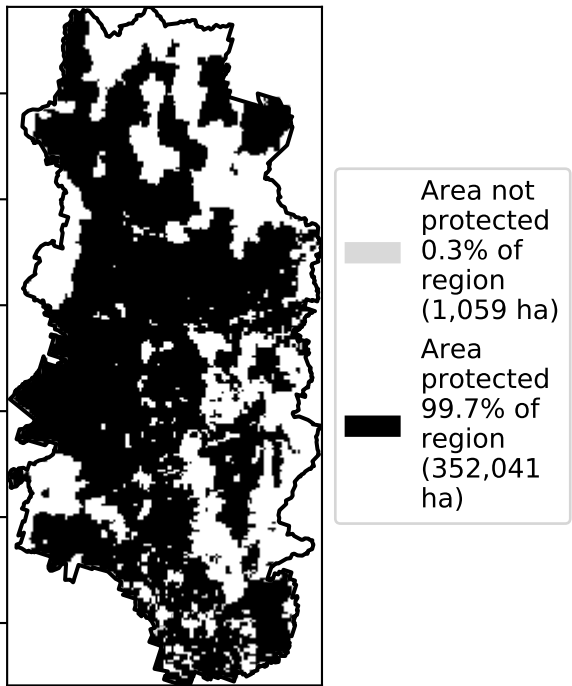 Area not
protected
0.3% of
region
(1,059 ha)
Area
protected
99.7% of
region
(352,041
ha)